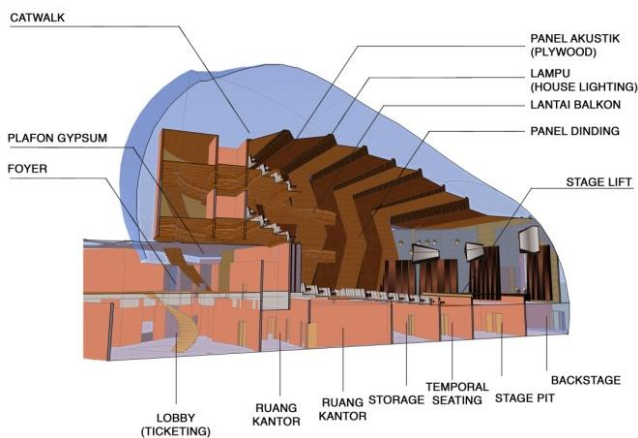 CATWALK
PANEL AKUSTIK
(PLYWOOD)
LAMPU
(HOUSE LIGHTING)
LANTAI BALKON
PLAFON GYPSUM
PANEL DINDING
FOYER
STAGE LIFT
LOBBY
(TICKETING)
RUANG
KANTOR
RUANG
KANTOR
STORAGE
TEMPORAL
SEATING
STAGE PIT
BACKSTAGE